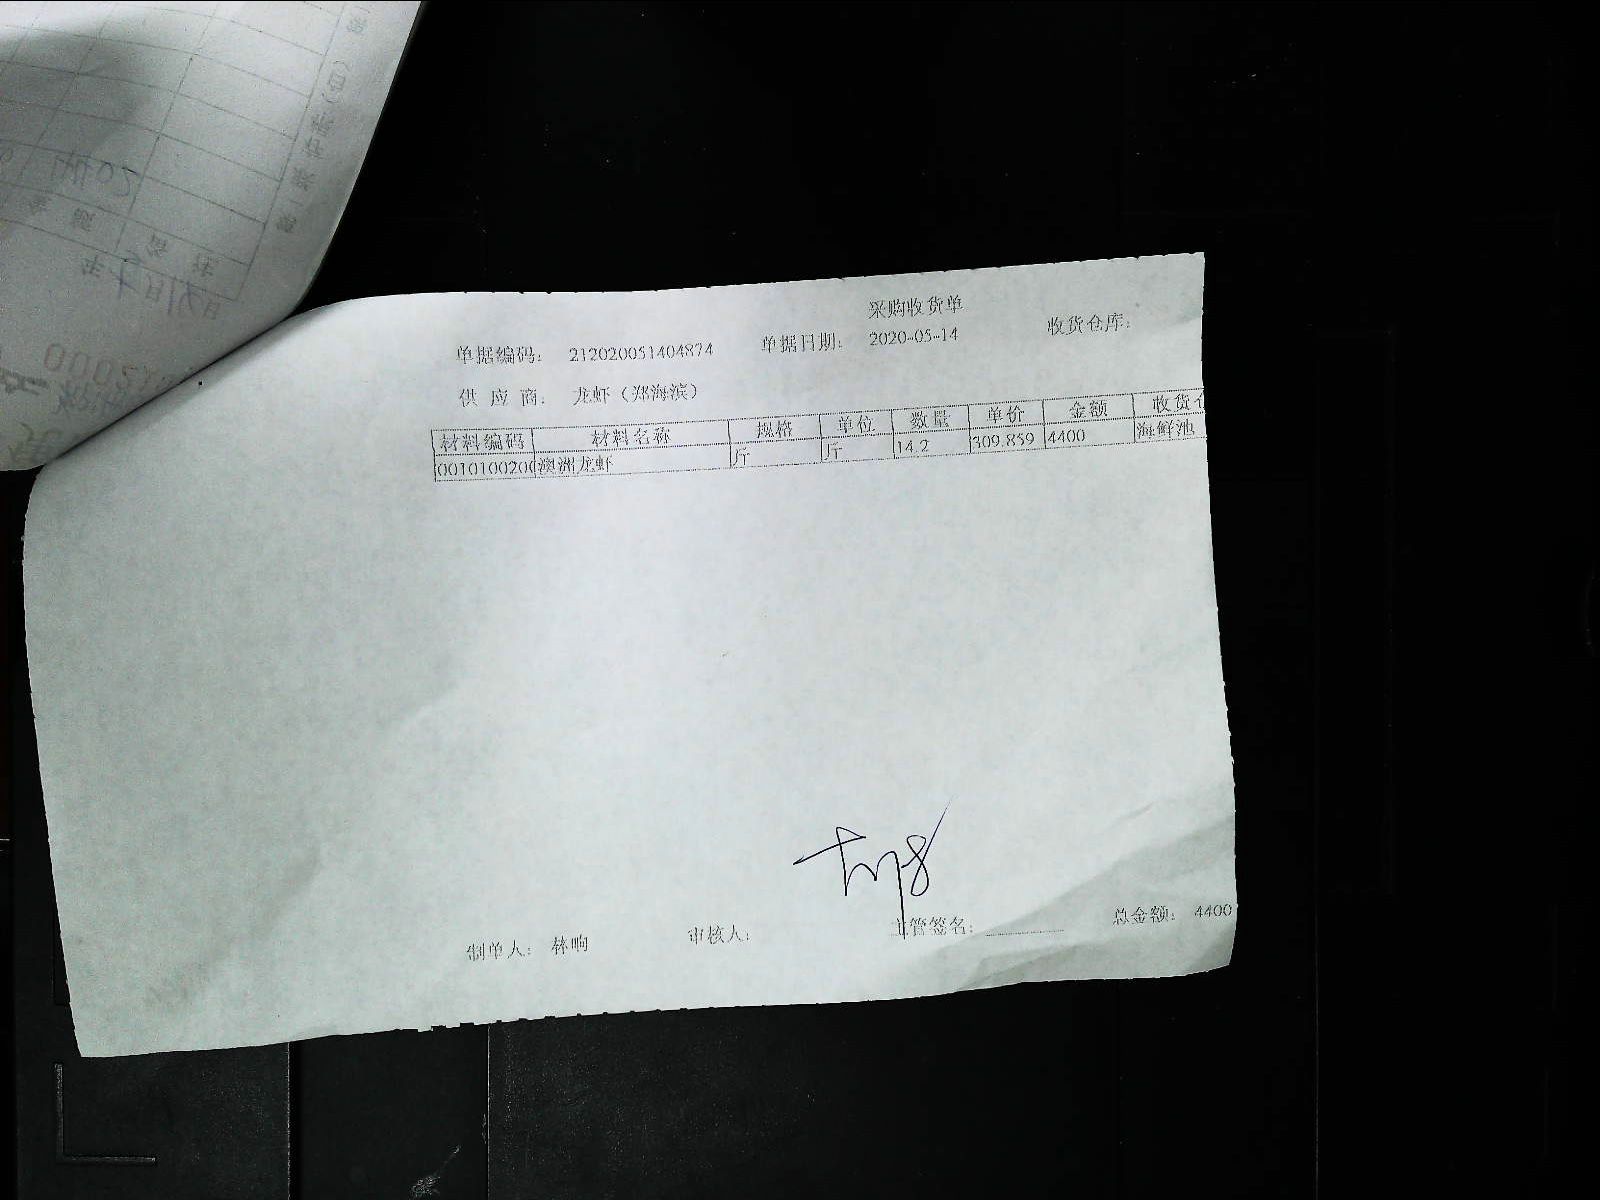 采购收货单
单据编码： 212020051404874 单据日期： 2020-05-14 收货仓库：
供 应 商： 龙虾（郑海滨）
材料编码 材料名称 规格 单位 数量 单价 金额 收货
0010100200 澳洲龙虾 斤 斤 14.2 309.859 4400 海鲜池
制单人： 林响 审核人： 主管签名： 总金额： 4400